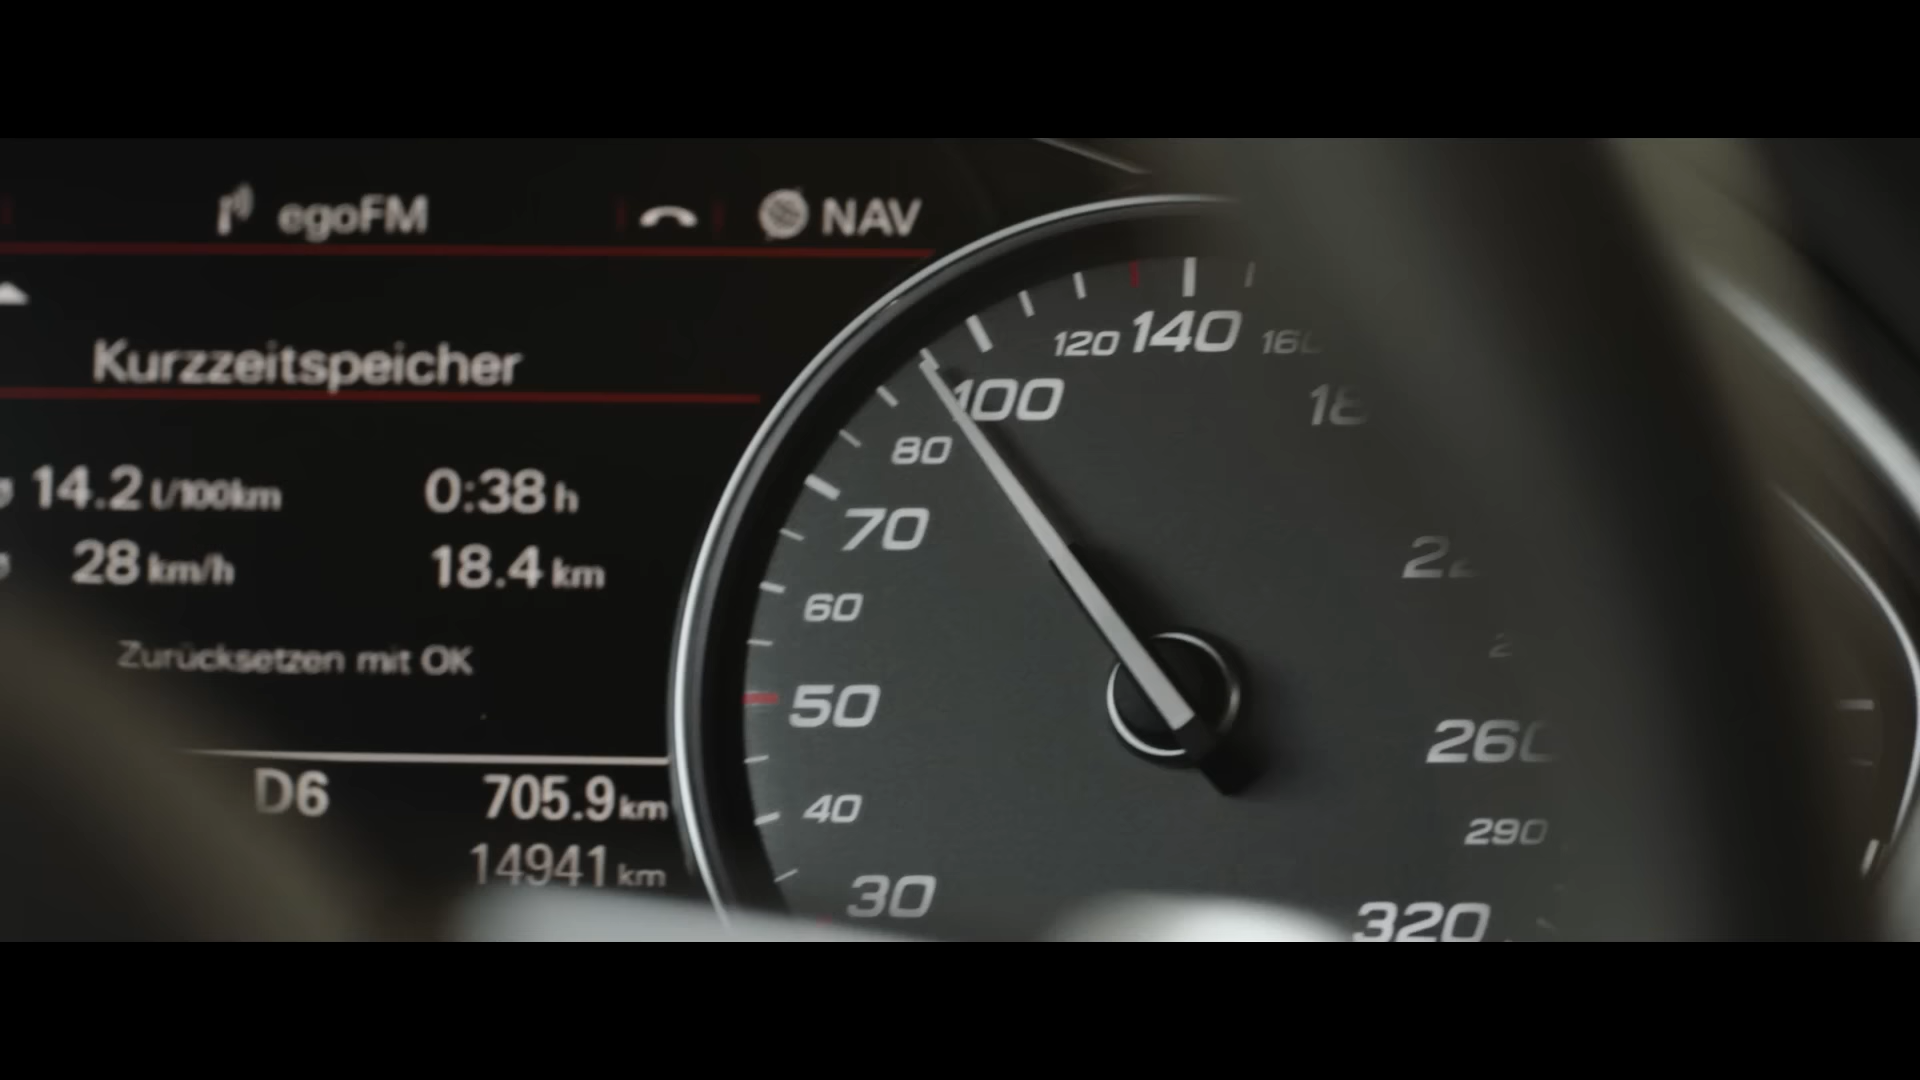 egoFM
NAV
Kurzzeitspeicher
14.2 l/100km 0:38 h
28 km/h 18.4 km
Zurücksetzen mit OK
D6 705.9 km
14941 km
30
40
50
60
70
80
100
120
140
260
290
320